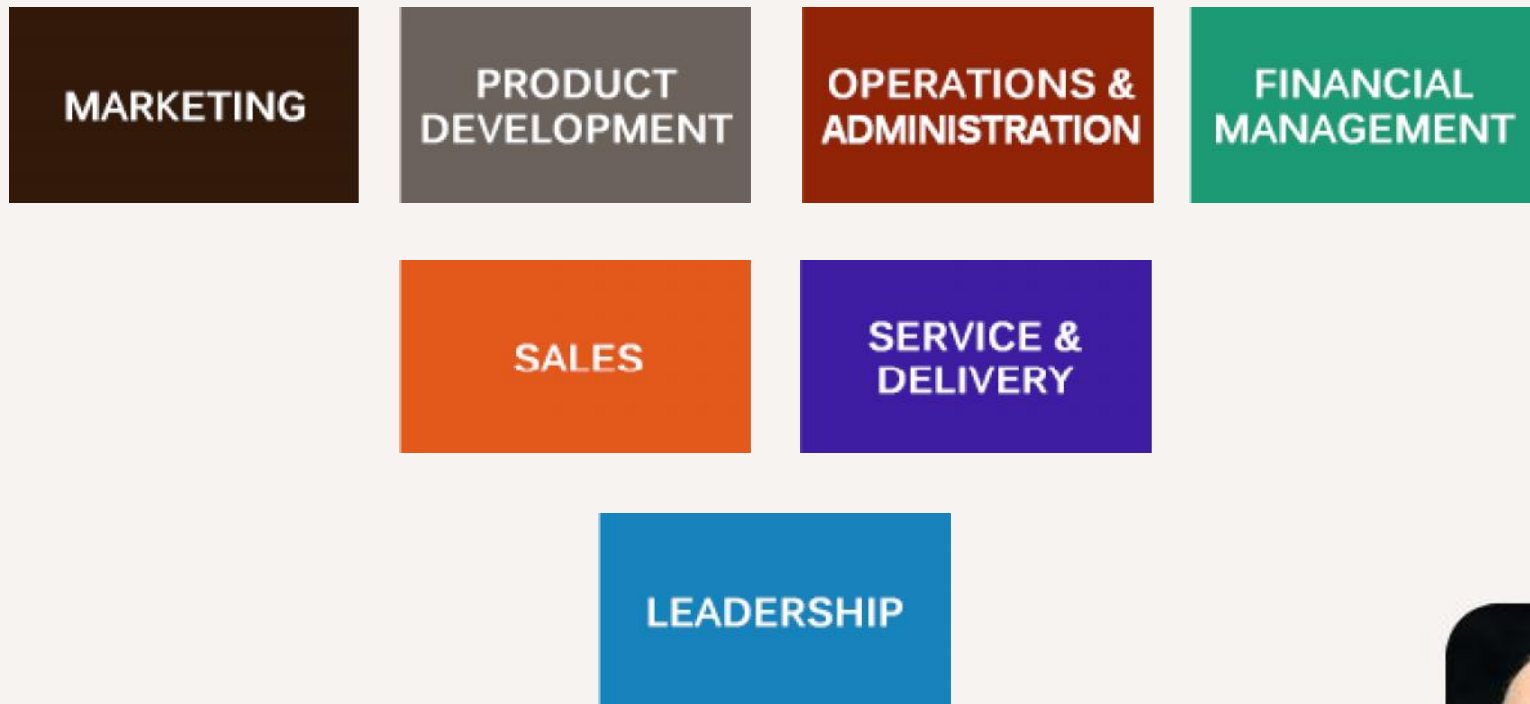 MARKETING
PRODUCT
DEVELOPMENT
OPERATIONS &
ADMINISTRATION
FINANCIAL
MANAGEMENT
SALES
SERVICE &
DELIVERY
LEADERSHIP